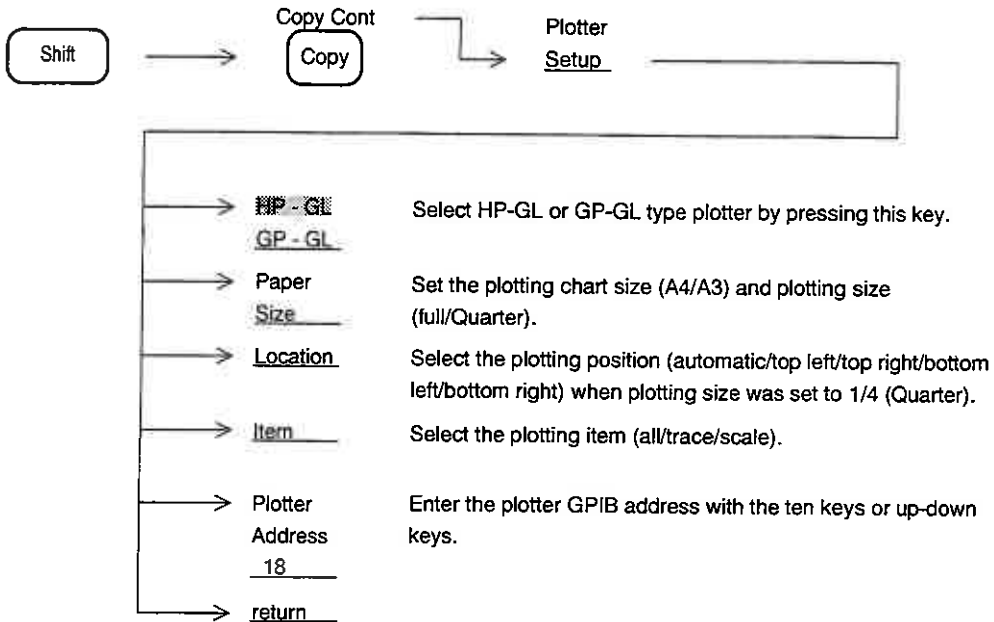 Copy Cont
Shift
Copy
Plotter
Setup
HP - GL
GP - GL
Select HP-GL or GP-GL type plotter by pressing this key.
Paper
Size
Set the plotting chart size (A4/A3) and plotting size
(full/Quarter).
Location
Select the plotting position (automatic/top left/top right/bottom
left/bottom right) when plotting size was set to 1/4 (Quarter).
Item
Select the plotting item (all/trace/scale).
Plotter
Address
18
Enter the plotter GPIB address with the ten keys or up-down
keys.
return